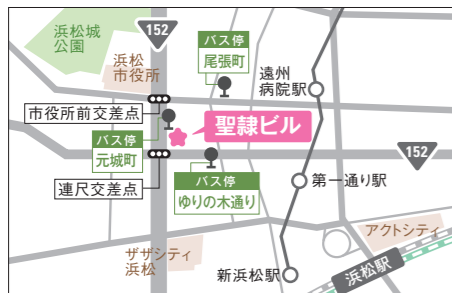 浜松城
公園
152
浜松
市役所
バス停
尾張町
遠州
病院駅
市役所前交差点
聖隷ビル
バス停
元城町
152
連尺交差点
バス停
ゆりの木通り
第一通り駅
ザザシティ
浜松
アクトシティ
新浜松駅
浜松駅